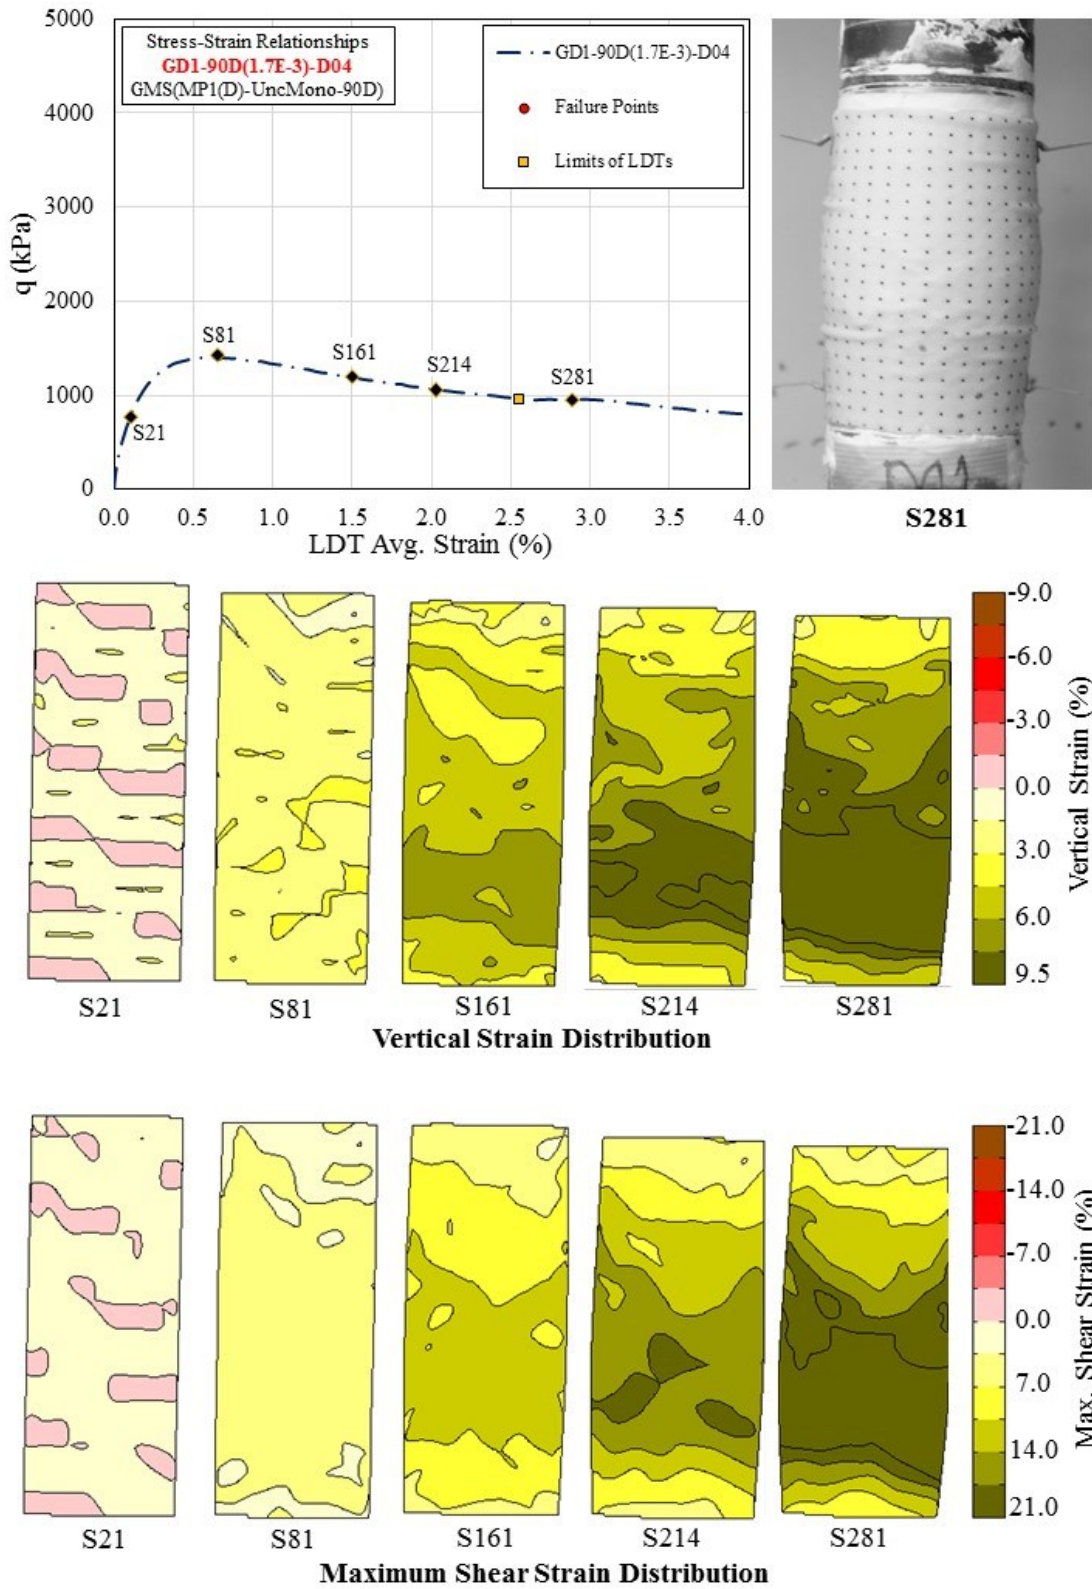 5000
4000
3000
2000
1000
0
q (kPa)
Stress-Strain Relationships
GD1-90D(1.7E-3)-D04
GMS(MP1(D)-UncMono-90D)
GD1-90D(1.7E-3)-D04
Failure Points
Limits of LDTs
S21
S81
S161
S214
S281
0.0 0.5 1.0 1.5 2.0 2.5 3.0 3.5 4.0
LDT Avg. Strain (%)
S281
-9.0
-6.0
-3.0
0.0
3.0
6.0
9.5
Vertical Strain (%)
S21 S81 S161 S214 S281
Vertical Strain Distribution
-21.0
-14.0
-7.0
0.0
7.0
14.0
21.0
Max. Shear Strain (%)
S21 S81 S161 S214 S281
Maximum Shear Strain Distribution